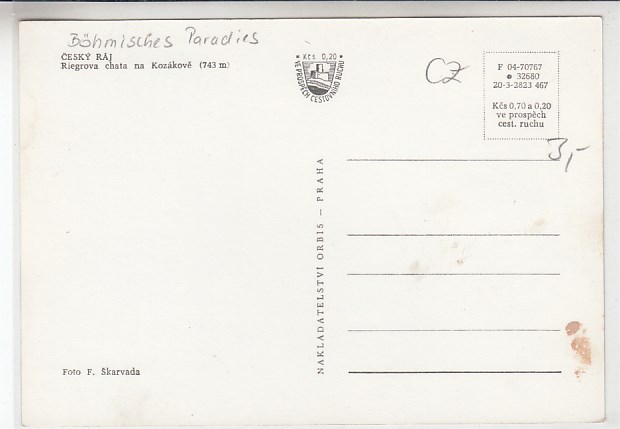 Böhmisches Paradies
ČESKÝ RÁJ
Riegrova chata na Kozákově (743 m)
* Kčs 0,20 *
VE PROSPĚCH CESTOVNÍHO RUCHU
CZ
F 04-70767
32680
20-3-2823 467
Kčs 0,70 a 0,20
ve prospěch
cest. ruchu
3,-
NAKLADATELSTVÍ ORBIS — PRAHA
Foto F. Škarvada